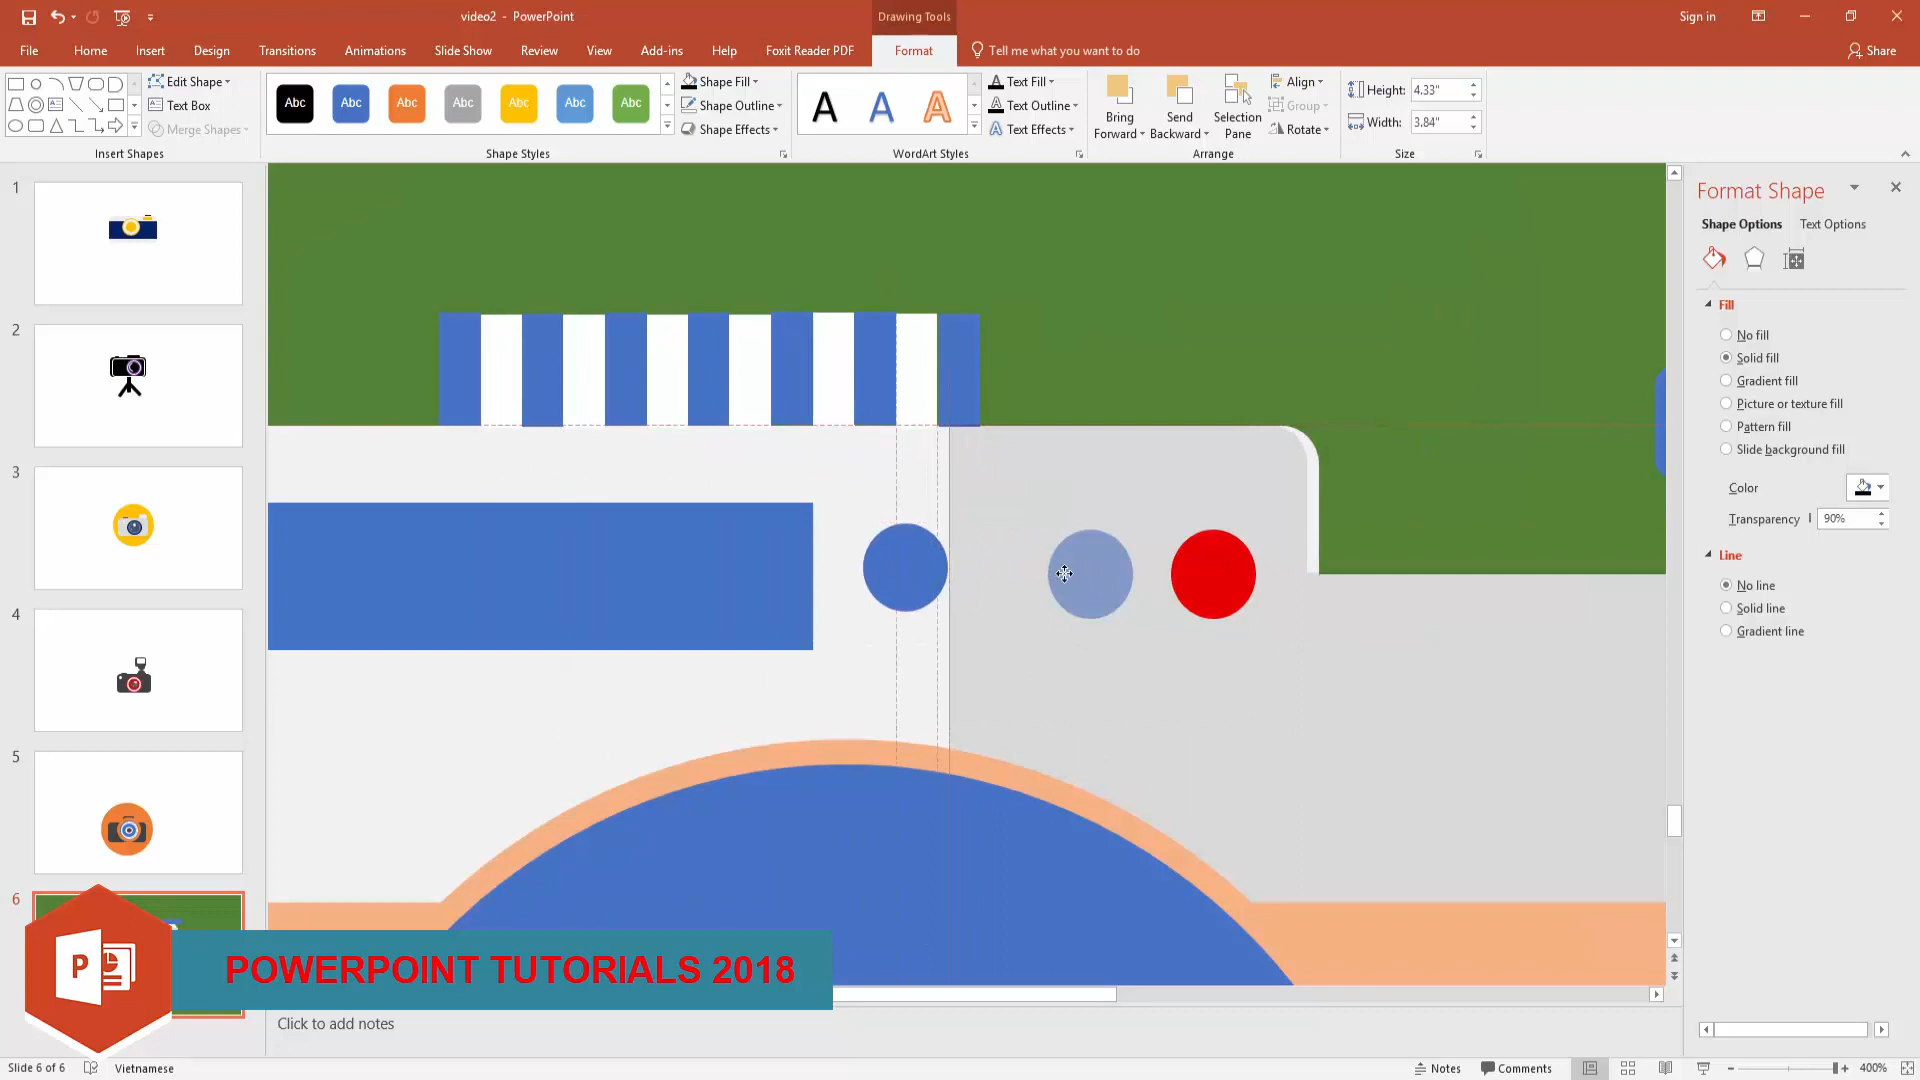 video2 - PowerPoint
Drawing Tools
Sign in
File Home Insert Design Transitions Animations Slide Show Review View Add-ins Help Foxit Reader PDF Format Tell me what you want to do Share
Edit Shape
Text Box
Merge Shapes
Insert Shapes
Abc Abc Abc Abc Abc Abc Abc
Shape Fill
Shape Outline
Shape Effects
Shape Styles
A A A
Text Fill
Text Outline
Text Effects
WordArt Styles
Bring Forward
Send Backward
Selection Pane
Align
Group
Rotate
Arrange
Height: 4.33"
Width: 3.84"
Size
1
2
3
4
5
6
Format Shape
Shape Options Text Options
Fill
No fill
Solid fill
Gradient fill
Picture or texture fill
Pattern fill
Slide background fill
Color
Transparency 90%
Line
No line
Solid line
Gradient line
P
POWERPOINT TUTORIALS 2018
Click to add notes
Slide 6 of 6 Vietnamese Notes Comments 400%